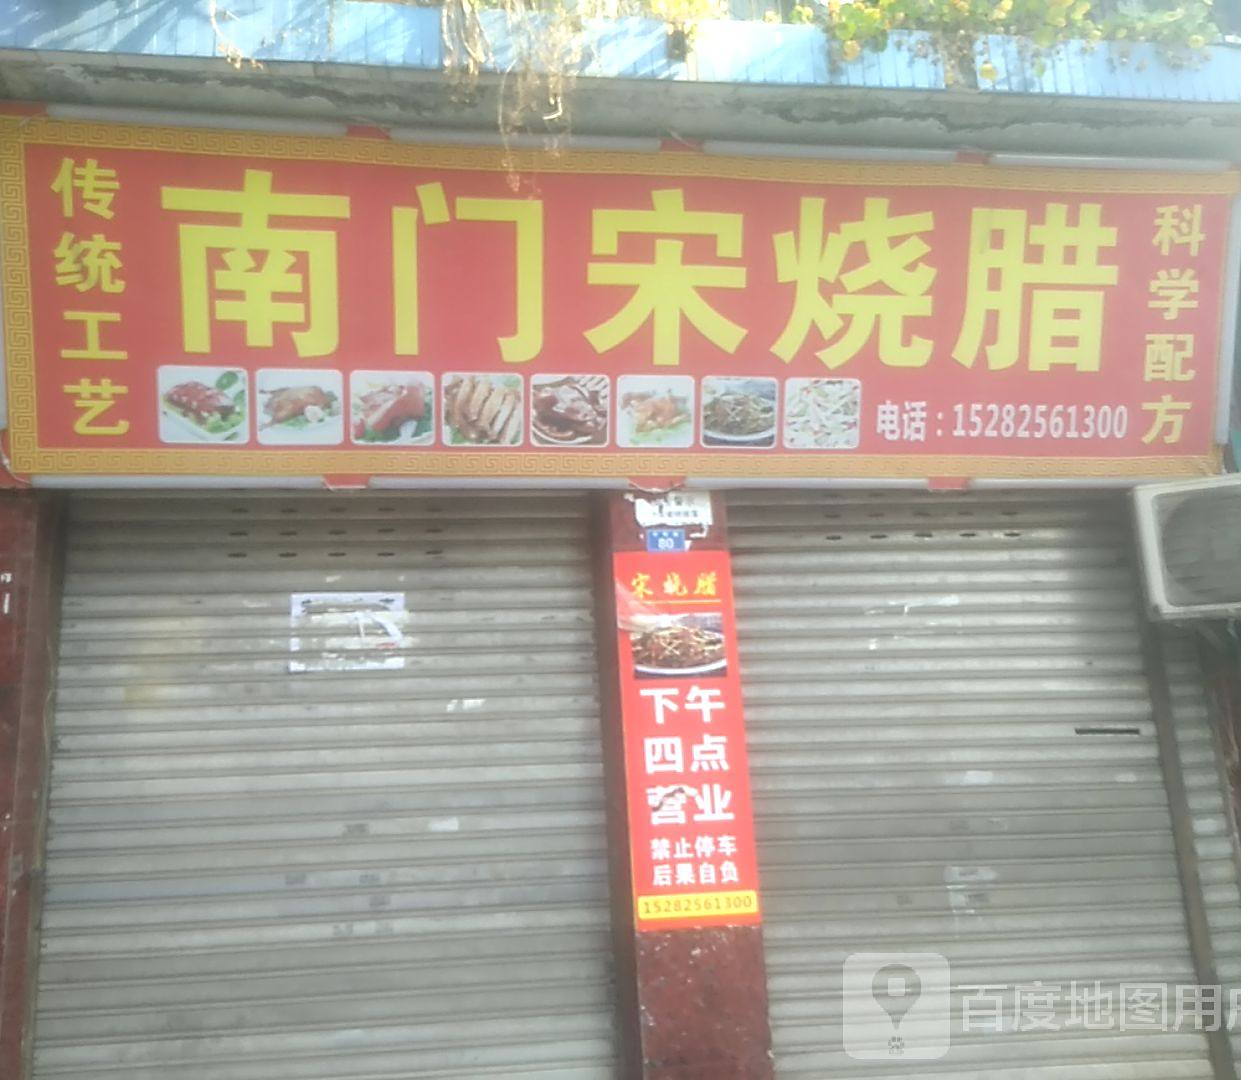 传统工艺
南门宋烧腊
科学配方
电话：15282561300
80
宋烧腊
下午
四点
营业
禁止停车
后果自负
15282561300
百度地图用户